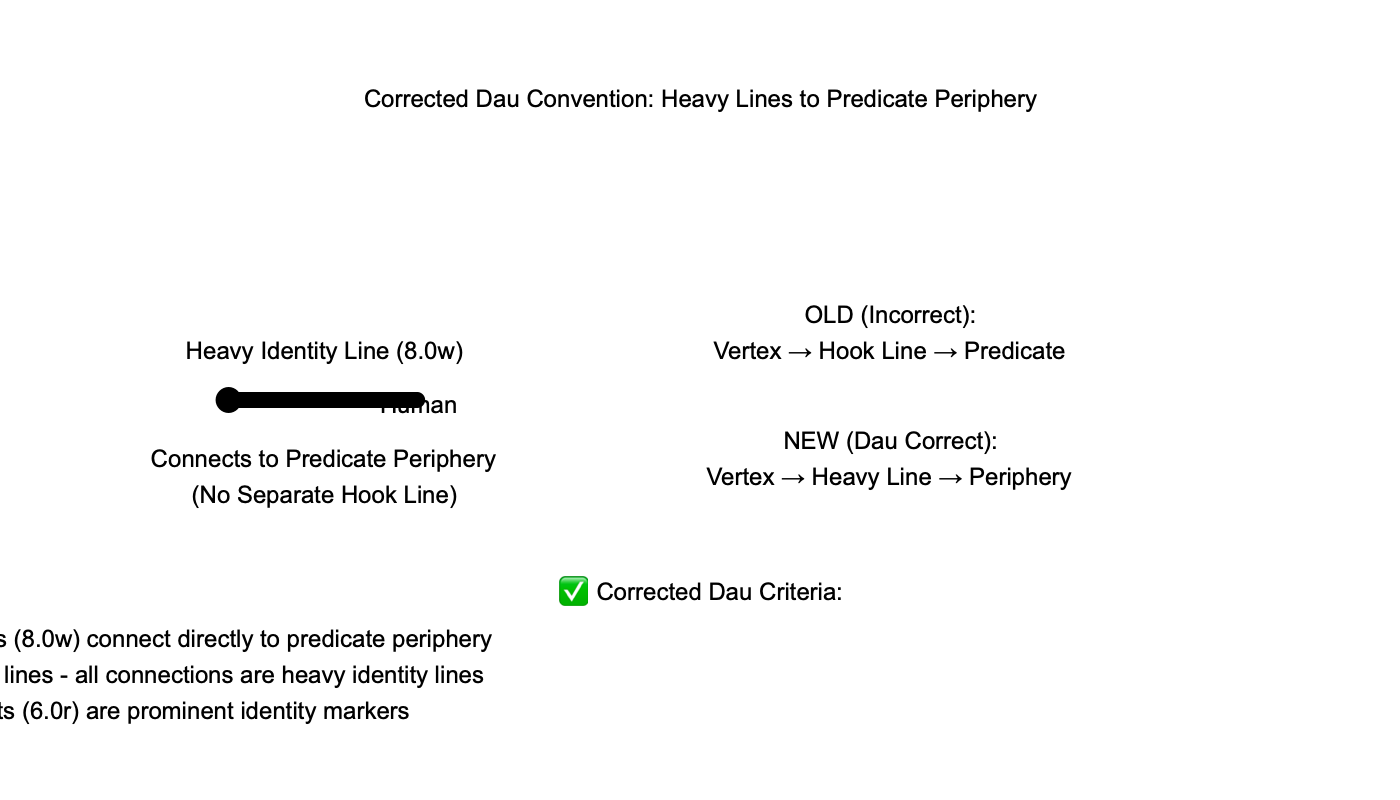 Corrected Dau Convention: Heavy Lines to Predicate Periphery
Heavy Identity Line (8.0w)
Human
Connects to Predicate Periphery
(No Separate Hook Line)
OLD (Incorrect):
Vertex → Hook Line → Predicate
NEW (Dau Correct):
Vertex → Heavy Line → Periphery
✅ Corrected Dau Criteria:
(8.0w) connect directly to predicate periphery
lines - all connections are heavy identity lines
(6.0r) are prominent identity markers